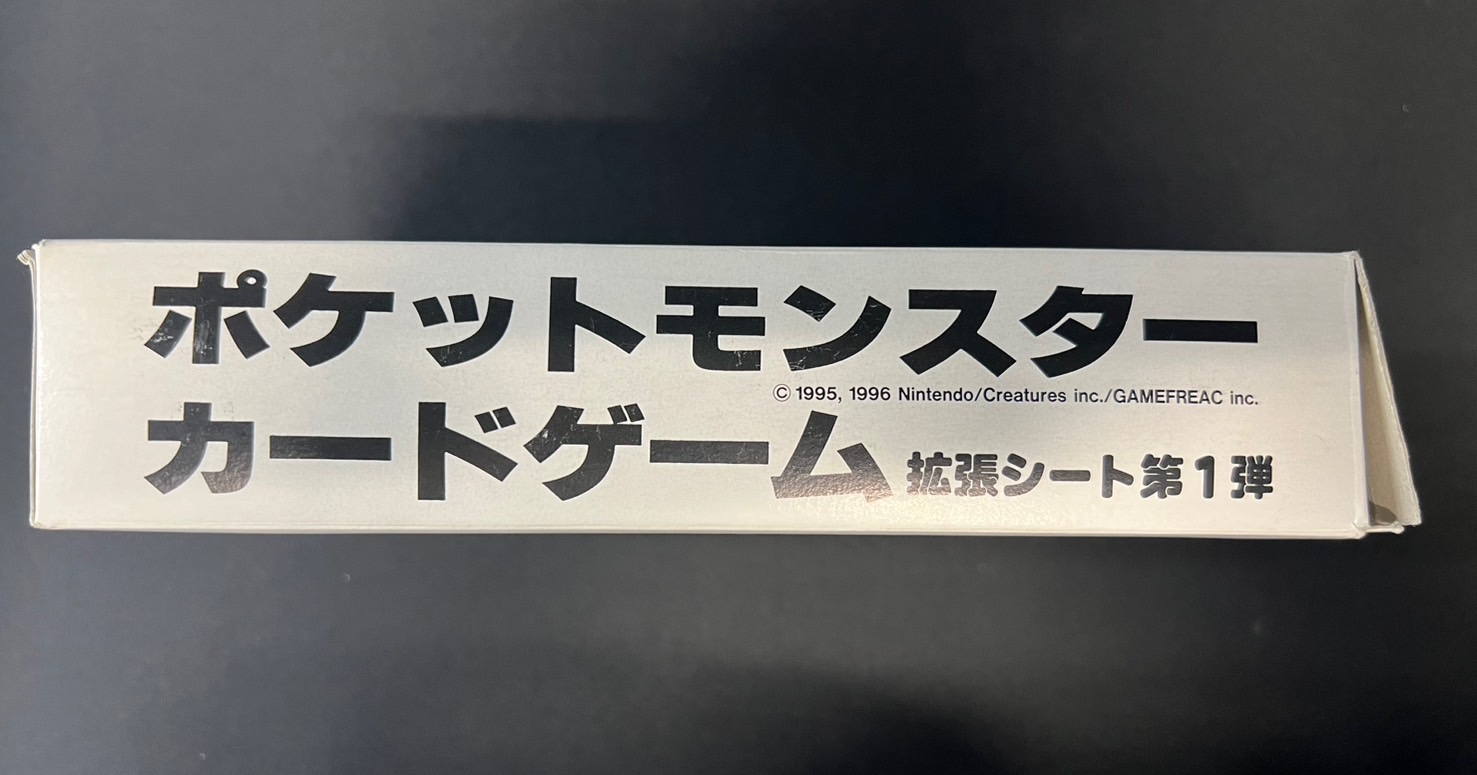 ポケットモンスター
© 1995, 1996 Nintendo/Creatures inc./GAMEFREAC inc.
カードゲーム 拡張シート第1弾